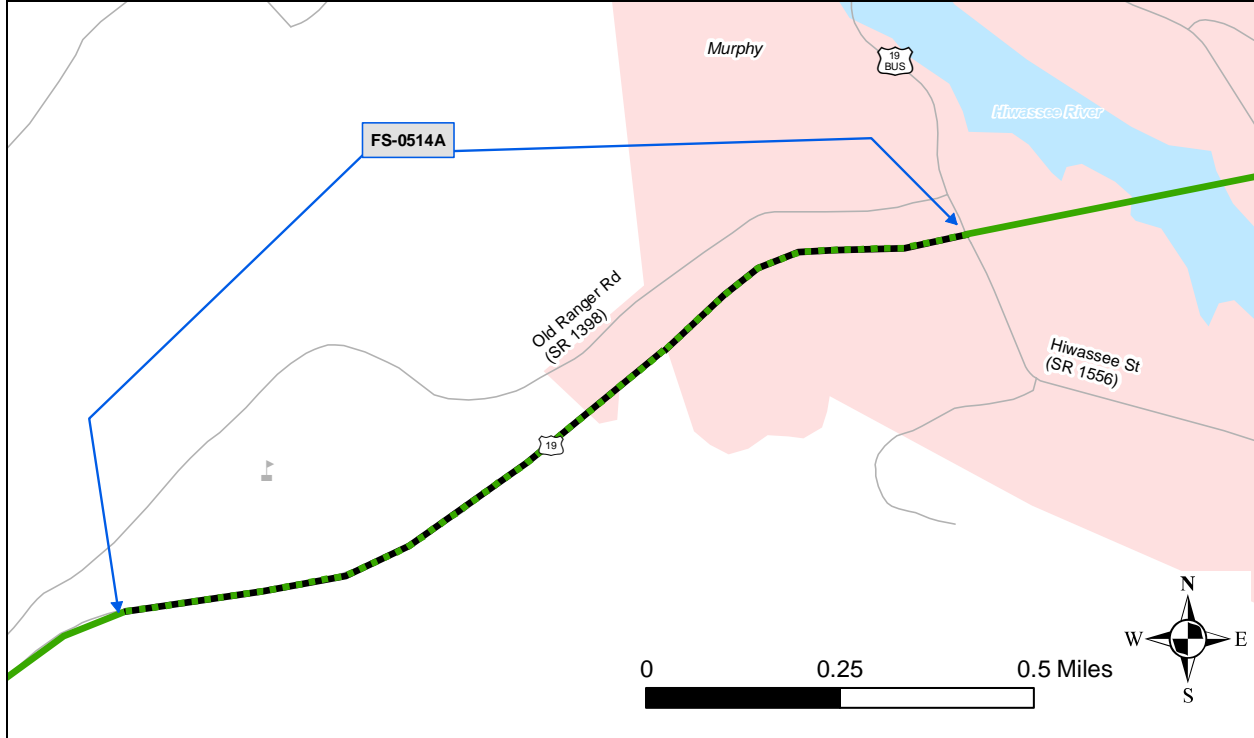 Murphy
19
BUS
Hiwassee River
FS-0514A
Old Ranger Rd
(SR 1398)
Hiwassee St
(SR 1556)
19
N
W E
S
0 0.25 0.5 Miles